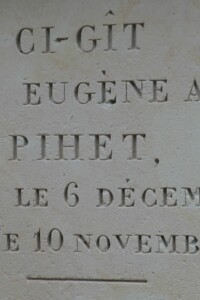 CI-GÎT
EUGÈNE A
PIHET,
LE 6 DÉCEM
E 10 NOVEMB